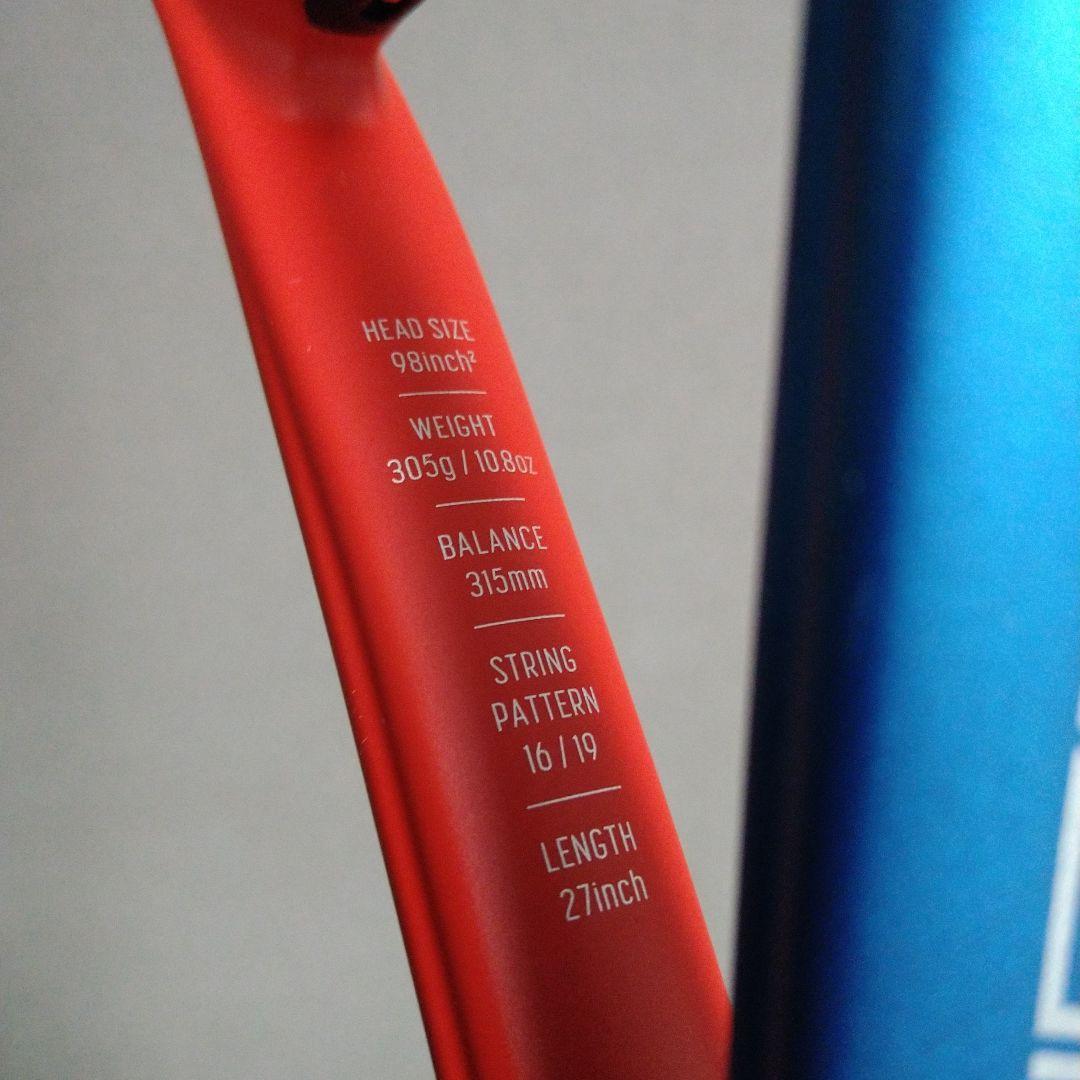 HEAD SIZE
98inch²
WEIGHT
305g / 10.8oz
BALANCE
315mm
STRING
PATTERN
16 / 19
LENGTH
27inch